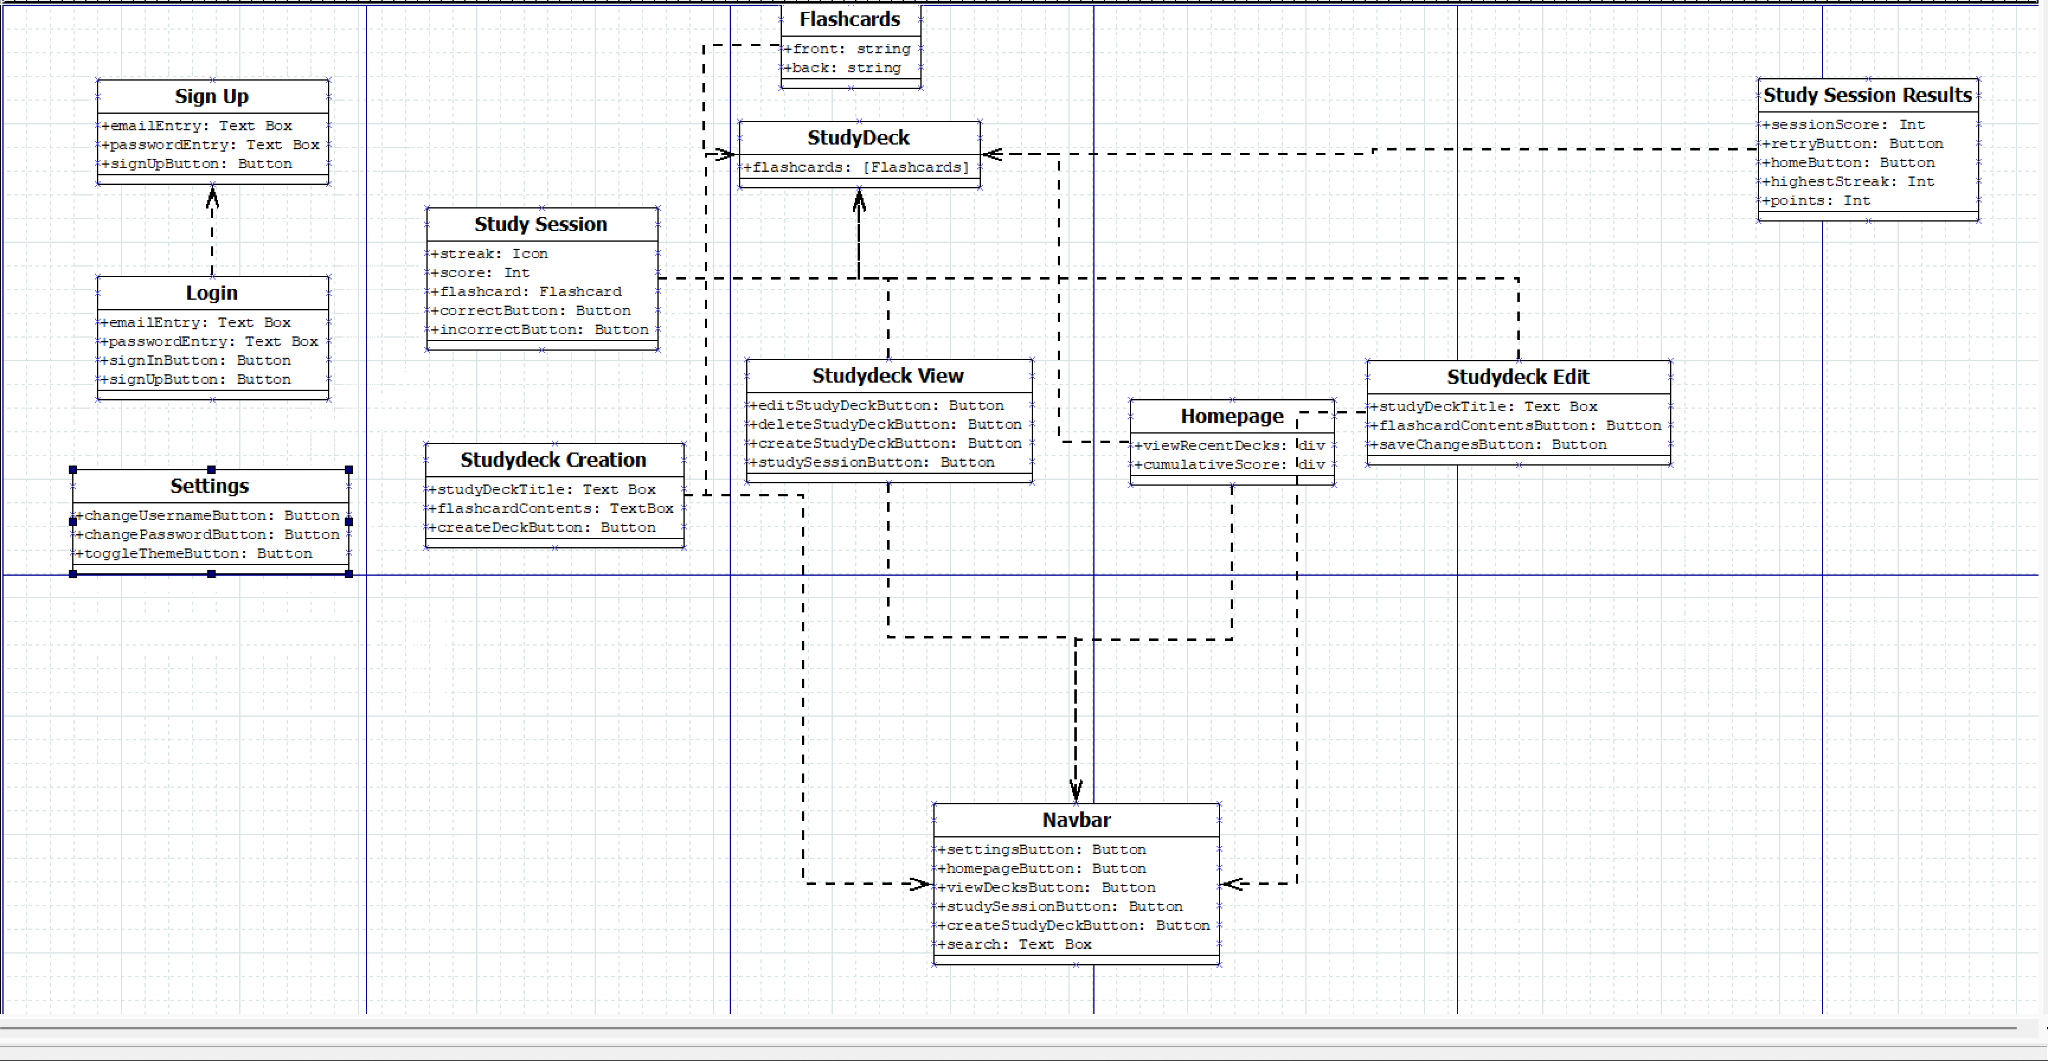 Flashcards
+front: string
+back: string
Sign Up
+emailEntry: Text Box
+passwordEntry: Text Box
+signUpButton: Button
StudyDeck
+flashcards: [Flashcards]
Study Session Results
+sessionScore: Int
+retryButton: Button
+homeButton: Button
+highestStreak: Int
+points: Int
Study Session
+streak: Icon
+score: Int
+flashcard: Flashcard
+correctButton: Button
+incorrectButton: Button
Login
+emailEntry: Text Box
+passwordEntry: Text Box
+signInButton: Button
+signUpButton: Button
Studydeck View
+editStudyDeckButton: Button
+deleteStudyDeckButton: Button
+createStudyDeckButton: Button
+studySessionButton: Button
Homepage
+viewRecentDecks: div
+cumulativeScore: div
Studydeck Edit
+studyDeckTitle: Text Box
+flashcardContentsButton: Button
+saveChangesButton: Button
Studydeck Creation
+studyDeckTitle: Text Box
+flashcardContents: TextBox
+createDeckButton: Button
Settings
+changeUsernameButton: Button
+changePasswordButton: Button
+toggleThemeButton: Button
Navbar
+settingsButton: Button
+homepageButton: Button
+viewDecksButton: Button
+studySessionButton: Button
+createStudyDeckButton: Button
+search: Text Box